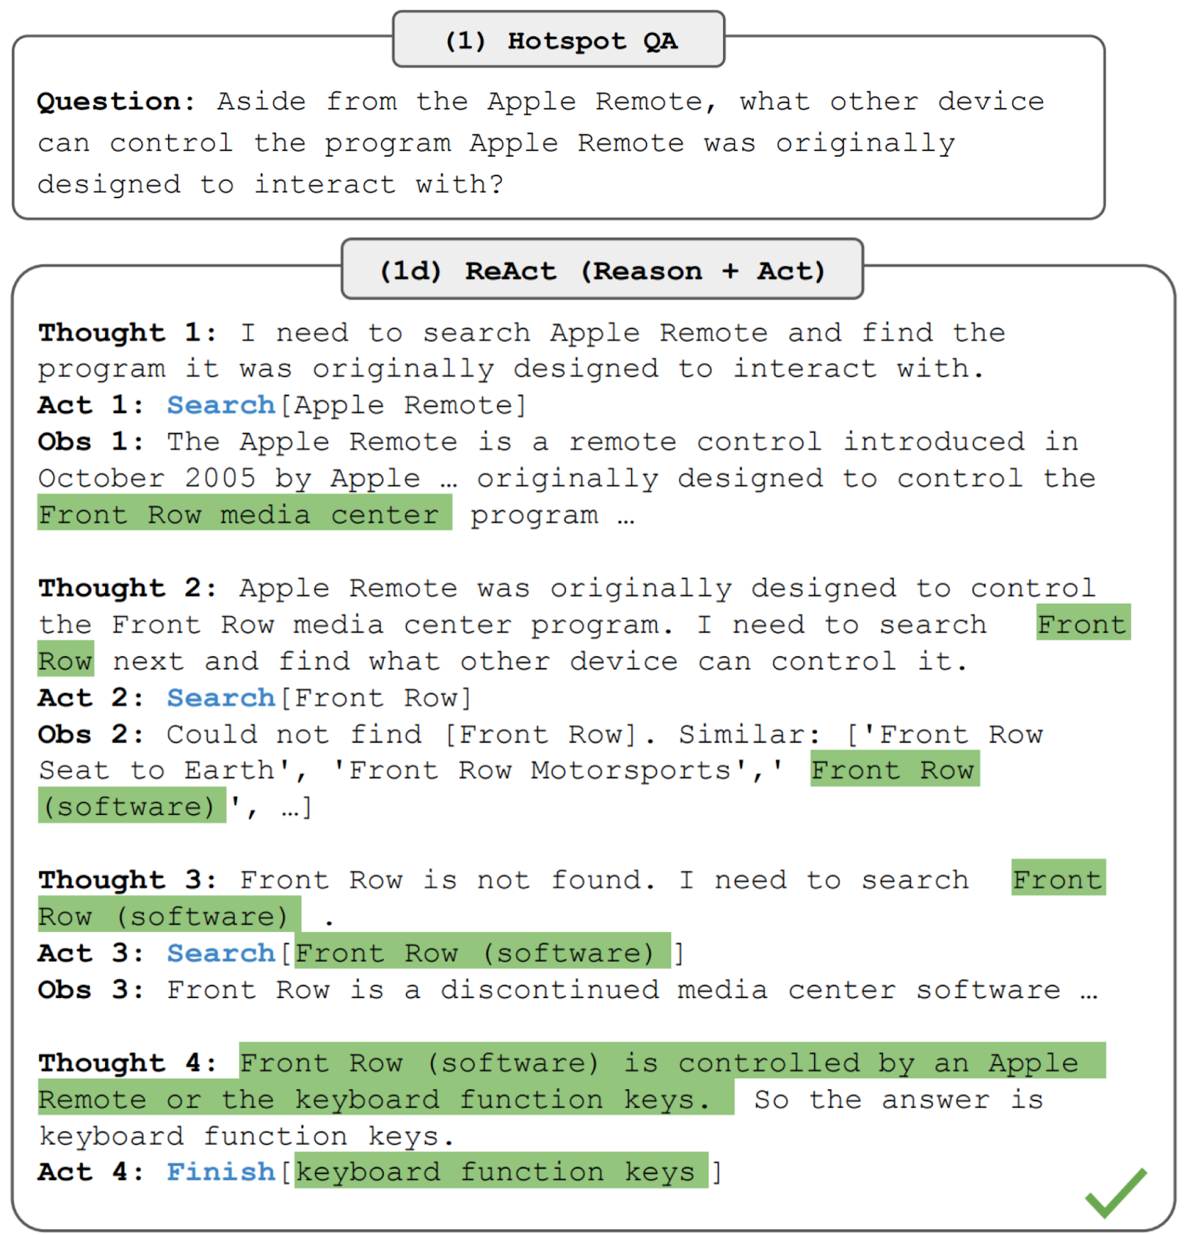 (1) Hotspot QA
Question: Aside from the Apple Remote, what other device
can control the program Apple Remote was originally
designed to interact with?
(1d) ReAct (Reason + Act)
Thought 1: I need to search Apple Remote and find the
program it was originally designed to interact with.
Act 1: Search[Apple Remote]
Obs 1: The Apple Remote is a remote control introduced in
October 2005 by Apple … originally designed to control the
Front Row media center program …
Thought 2: Apple Remote was originally designed to control
the Front Row media center program. I need to search Front
Row next and find what other device can control it.
Act 2: Search[Front Row]
Obs 2: Could not find [Front Row]. Similar: ['Front Row
Seat to Earth', 'Front Row Motorsports',' Front Row
(software)', …]
Thought 3: Front Row is not found. I need to search Front
Row (software) .
Act 3: Search[Front Row (software) ]
Obs 3: Front Row is a discontinued media center software …
Thought 4: Front Row (software) is controlled by an Apple
Remote or the keyboard function keys. So the answer is
keyboard function keys.
Act 4: Finish[keyboard function keys ]